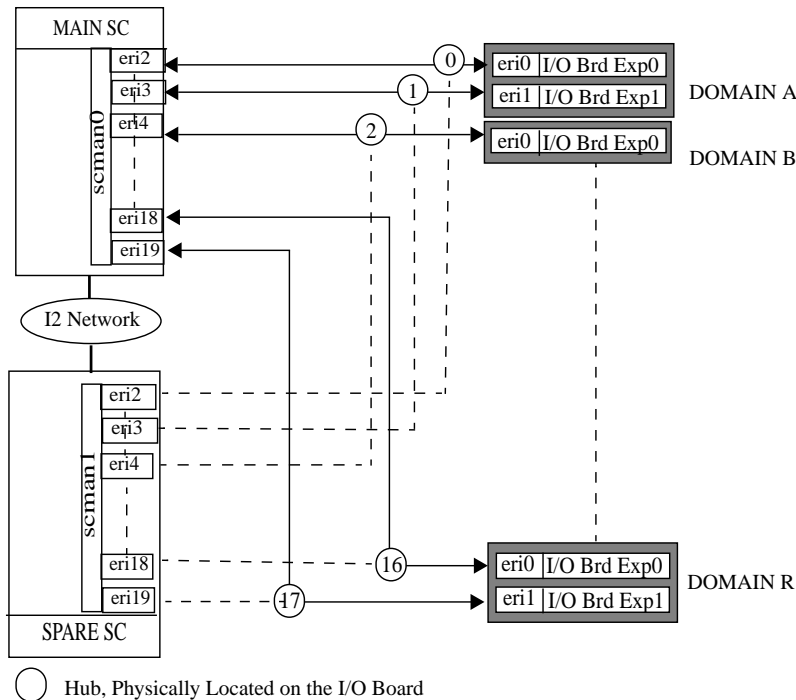 MAIN SC
eri2
eri3
eri4
scman0
eri18
eri19
0
1
2
eri0 I/O Brd Exp0
eri1 I/O Brd Exp1
DOMAIN A
eri0 I/O Brd Exp0
DOMAIN B
I2 Network
eri2
eri3
eri4
scman1
eri18
eri19
SPARE SC
16
17
eri0 I/O Brd Exp0
eri1 I/O Brd Exp1
DOMAIN R
Hub, Physically Located on the I/O Board